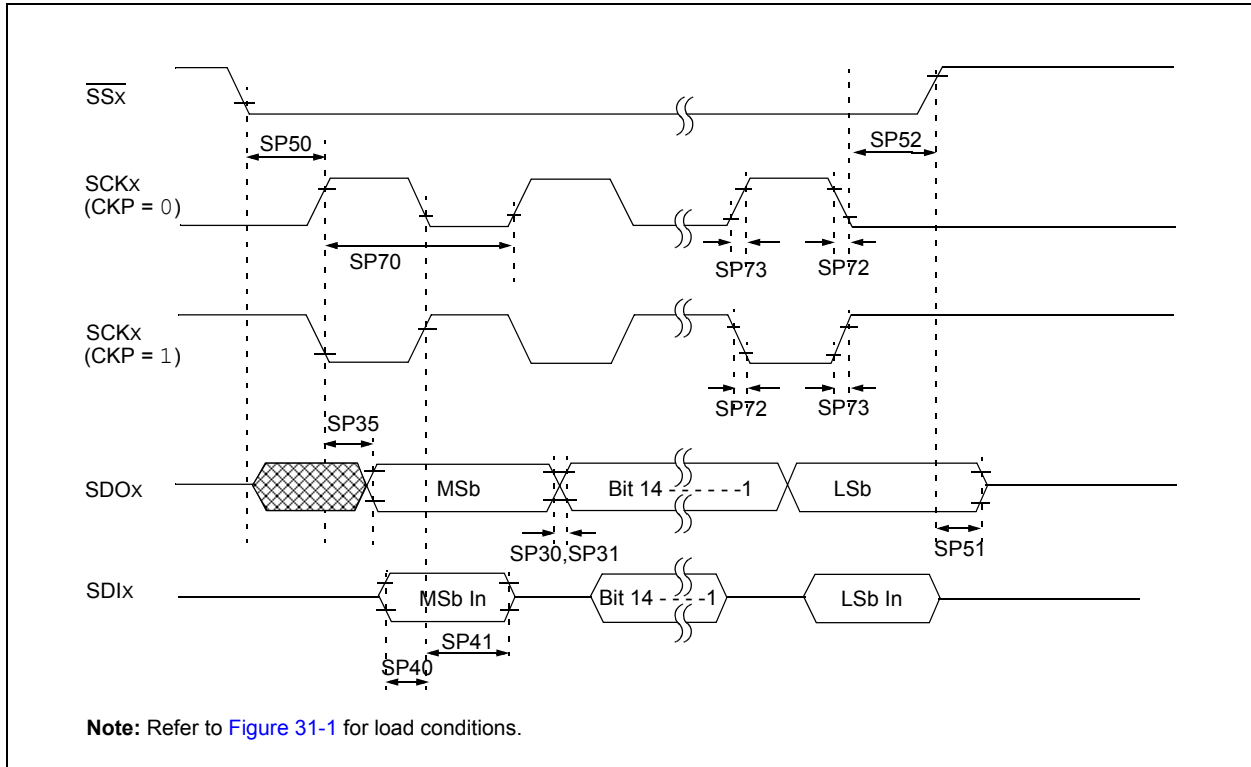 SSx
SP50
SP52
SCKx
(CKP = 0)
SP70
SP73
SP72
SCKx
(CKP = 1)
SP72
SP73
SP35
SDOx
MSb
Bit 14 - - - - - -1
LSb
SP30,SP31
SP51
SDIx
MSb In
Bit 14 - - - - -1
LSb In
SP41
SP40
Note: Refer to Figure 31-1 for load conditions.